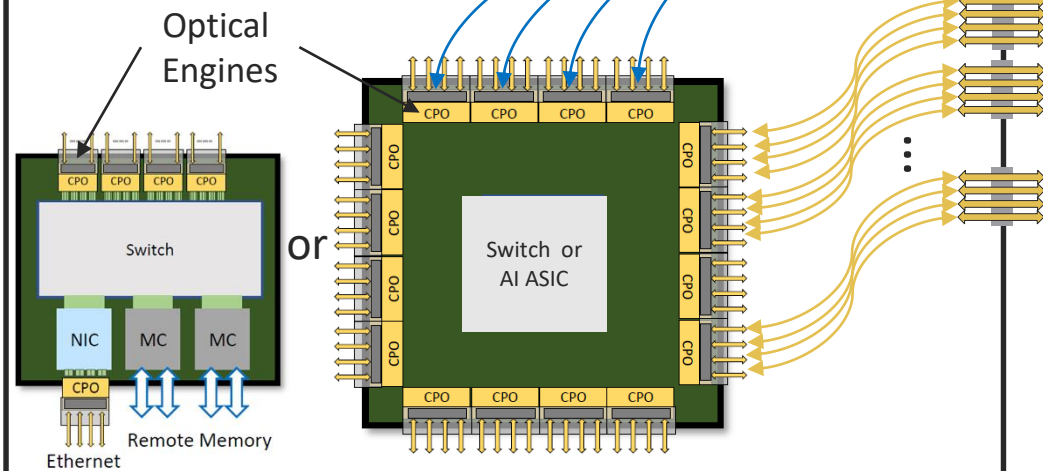 Optical
Engines
CPO CPO CPO CPO
CPO
CPO
CPO
CPO
CPO
CPO
CPO
CPO
Switch or
AI ASIC
CPO CPO CPO CPO
or
CPO CPO CPO CPO
Switch
NIC MC MC
CPO
Remote Memory
Ethernet